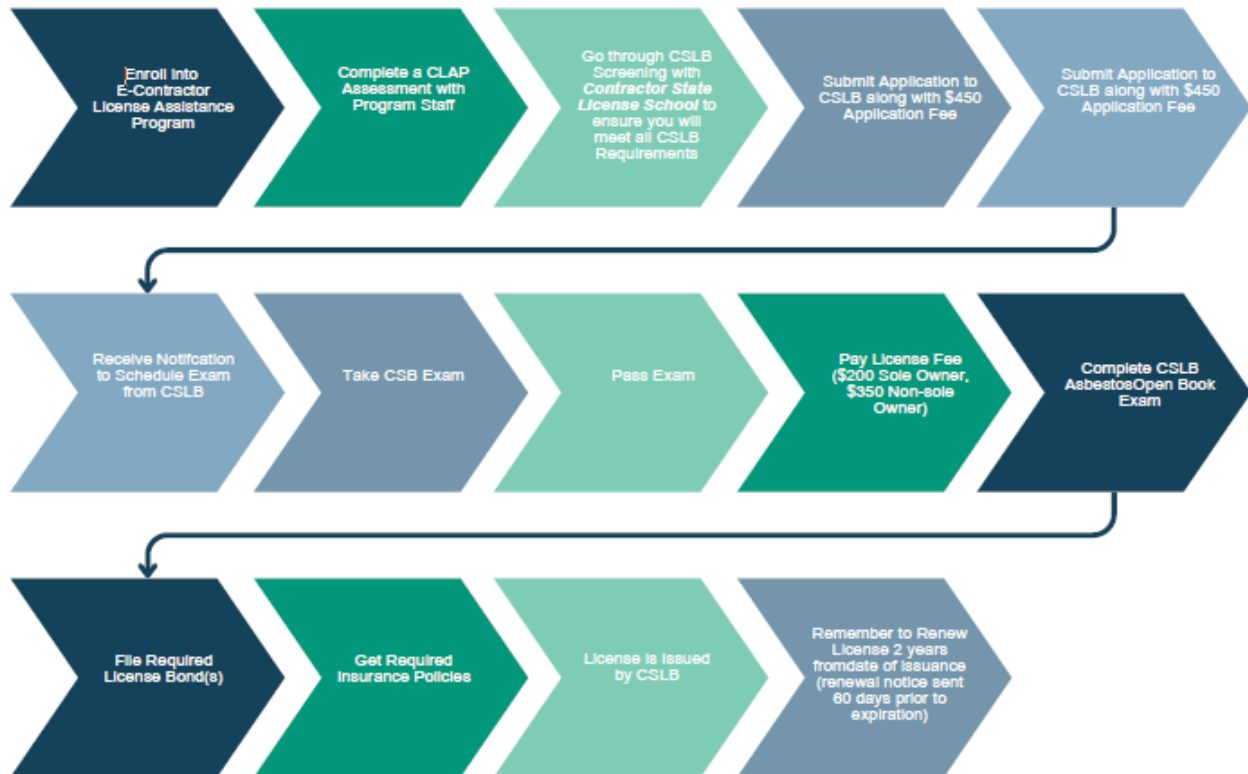 Enroll into
E-Contractor
License Assistance
Program
Complete a CLAP
Assessment with
Program Staff
Go through CSLB
Screening with
Contractor State
License School to
ensure you will
meet all CSLB
Requirements
Submit Application to
CSLB along with $450
Application Fee
Submit Application to
CSLB along with $450
Application Fee
Receive Notifcation
to Schedule Exam
from CSLB
Take CSB Exam
Pass Exam
Pay License Fee
($200 Sole Owner,
$350 Non-sole
Owner)
Complete CSLB
AsbestosOpen Book
Exam
File Required
License Bond(s)
Get Required
Insurance Policies
License is issued
by CSLB
Remember to Renew
License 2 years
fromdate of issuance
(renewal notice sent
60 days prior to
expiration)